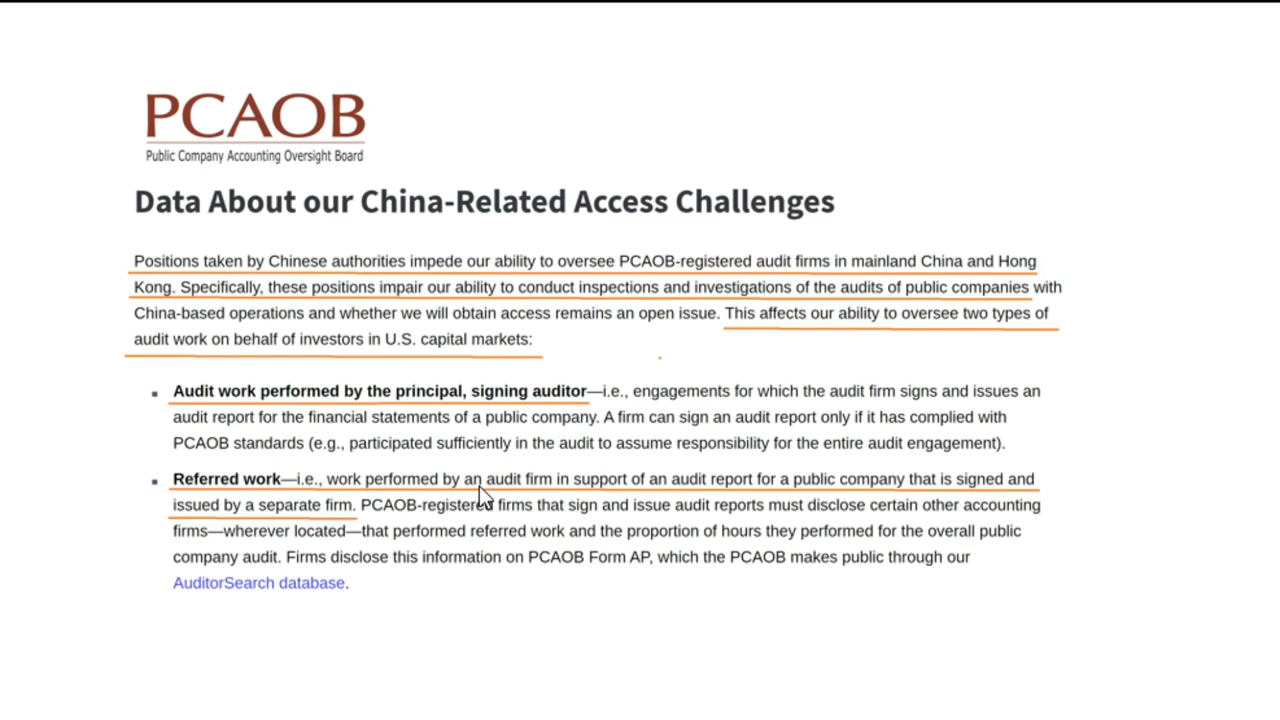 PCAOB
Public Company Accounting Oversight Board
Data About our China-Related Access Challenges
Positions taken by Chinese authorities impede our ability to oversee PCAOB-registered audit firms in mainland China and Hong
Kong. Specifically, these positions impair our ability to conduct inspections and investigations of the audits of public companies with
China-based operations and whether we will obtain access remains an open issue. This affects our ability to oversee two types of
audit work on behalf of investors in U.S. capital markets:
Audit work performed by the principal, signing auditor—i.e., engagements for which the audit firm signs and issues an
audit report for the financial statements of a public company. A firm can sign an audit report only if it has complied with
PCAOB standards (e.g., participated sufficiently in the audit to assume responsibility for the entire audit engagement).
Referred work—i.e., work performed by an audit firm in support of an audit report for a public company that is signed and
issued by a separate firm. PCAOB-registered firms that sign and issue audit reports must disclose certain other accounting
firms—wherever located—that performed referred work and the proportion of hours they performed for the overall public
company audit. Firms disclose this information on PCAOB Form AP, which the PCAOB makes public through our
AuditorSearch database.